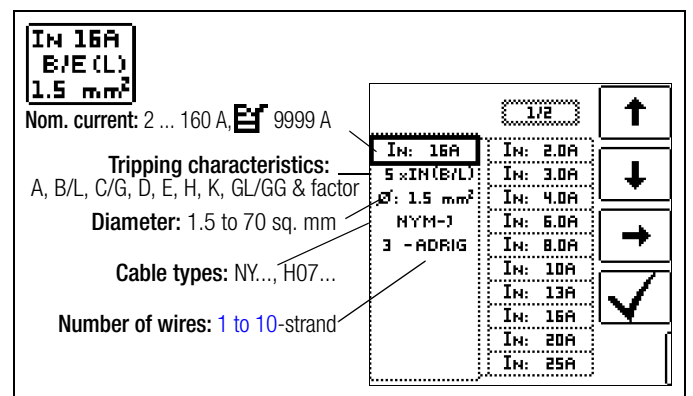 IN 16A
B/E(L)
1.5 mm²
Nom. current: 2 ... 160 A, 9999 A
Tripping characteristics:
A, B/L, C/G, D, E, H, K, GL/GG & factor
Diameter: 1.5 to 70 sq. mm
Cable types: NY..., H07...
Number of wires: 1 to 10-strand
1/2
IN: 16A
5 xIN(B/L)
Ø: 1.5 mm²
NYM-J
3 -ADRIG
IN: 2.0A
IN: 3.0A
IN: 4.0A
IN: 6.0A
IN: 8.0A
IN: 10A
IN: 13A
IN: 16A
IN: 20A
IN: 25A